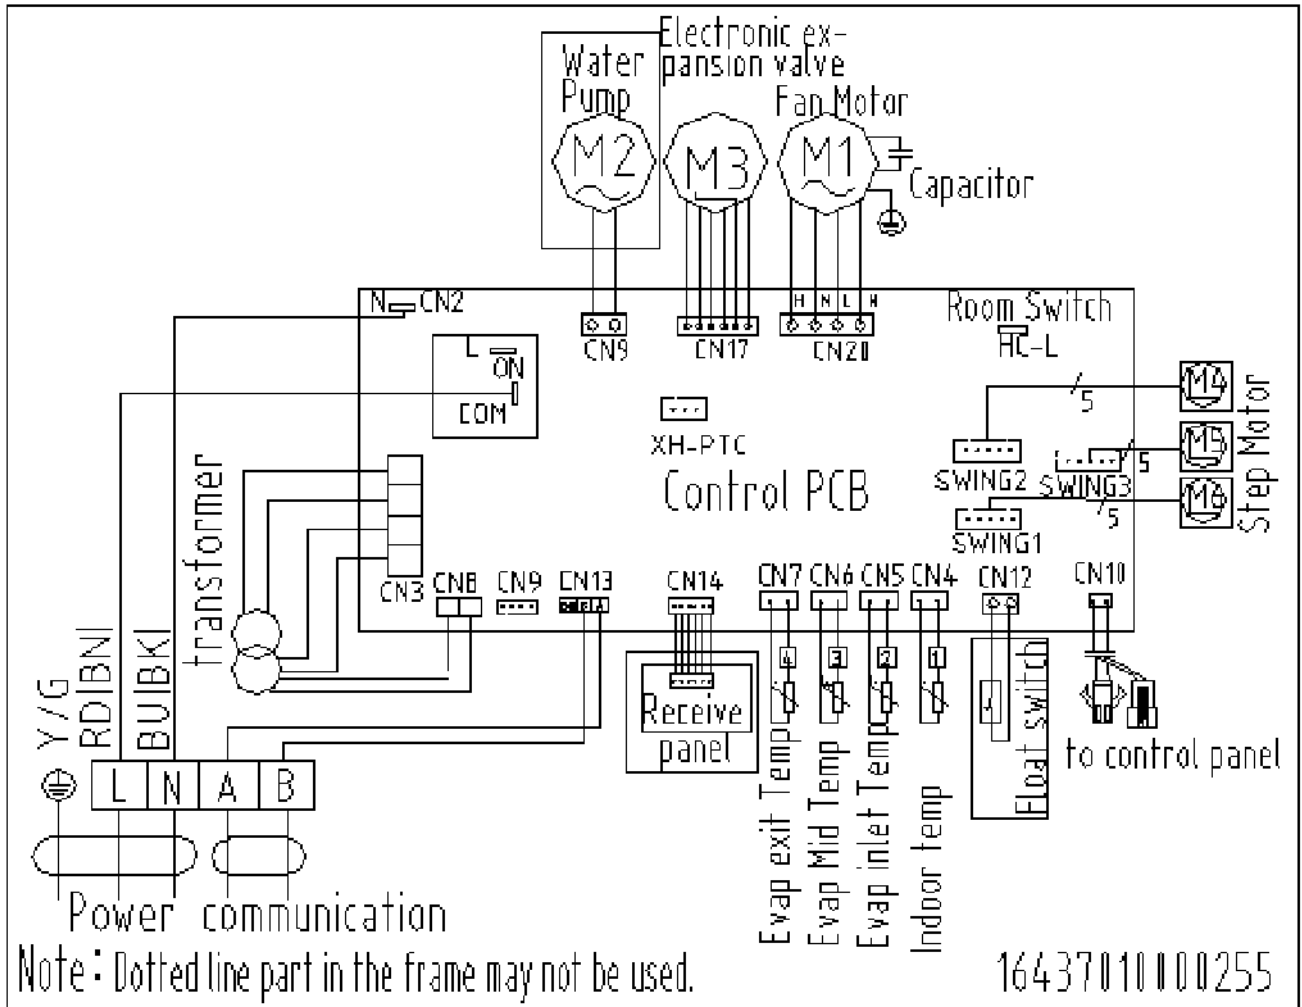 Electronic ex-
pansion valve
Water
Pump
Fan Motor
M2
M3
M1
Capacitor
N CN2
H N L N
Room Switch
HC-L
L
ON
COM
CN9
CN17
CN20
XH-PTC
Control PCB
M4
5
M5
5
M6
5
Step Motor
SWING2
SWING3
SWING1
transformer
CN3
CN8
CN9
CN13
CN14
CN7
CN6
CN5
CN4
CN12
CN10
4
3
2
1
Y/G
RD(BN)
BU(BK)
Receive
panel
Evap exit Temp
Evap Mid Temp
Evap inlet Temp
Indoor temp
Float switch
to control panel
L N A B
Power communication
Note: Dotted line part in the frame may not be used.
16437010000255